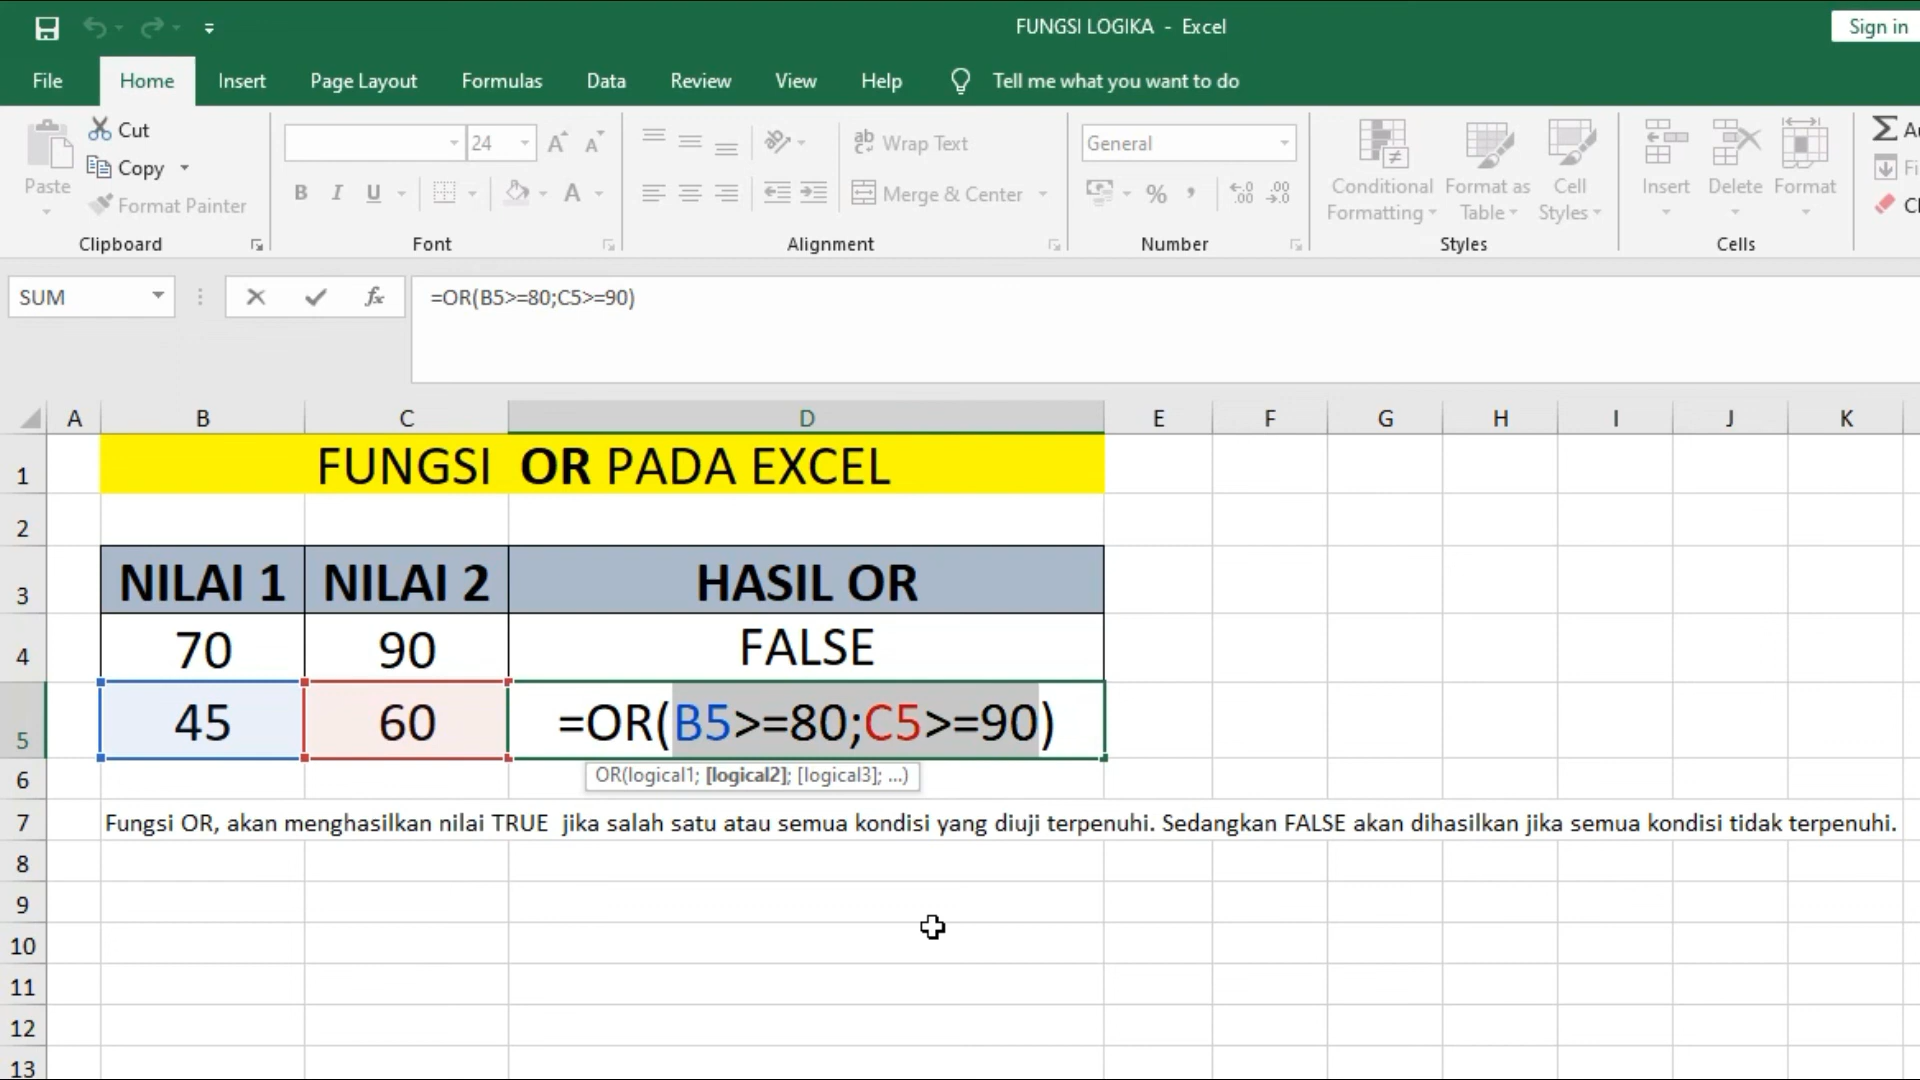 FUNGSI LOGIKA - Excel
Sign in
File Home Insert Page Layout Formulas Data Review View Help Tell me what you want to do
Paste
Cut
Copy
Format Painter
Clipboard
24
A A
B I U A
Font
Wrap Text
Merge & Center
Alignment
General
% , .00 .00
Number
Conditional Formatting
Format as Table
Cell Styles
Styles
Insert Delete Format
Cells
SUM
fx
=OR(B5>=80;C5>=90)
A B C D E F G H I J K
1 FUNGSI OR PADA EXCEL
2
3 NILAI 1 NILAI 2 HASIL OR
4 70 90 FALSE
5 45 60 =OR(B5>=80;C5>=90)
OR(logical1; [logical2]; [logical3]; ...)
6
7 Fungsi OR, akan menghasilkan nilai TRUE jika salah satu atau semua kondisi yang diuji terpenuhi. Sedangkan FALSE akan dihasilkan jika semua kondisi tidak terpenuhi.
8
9
10
11
12
13